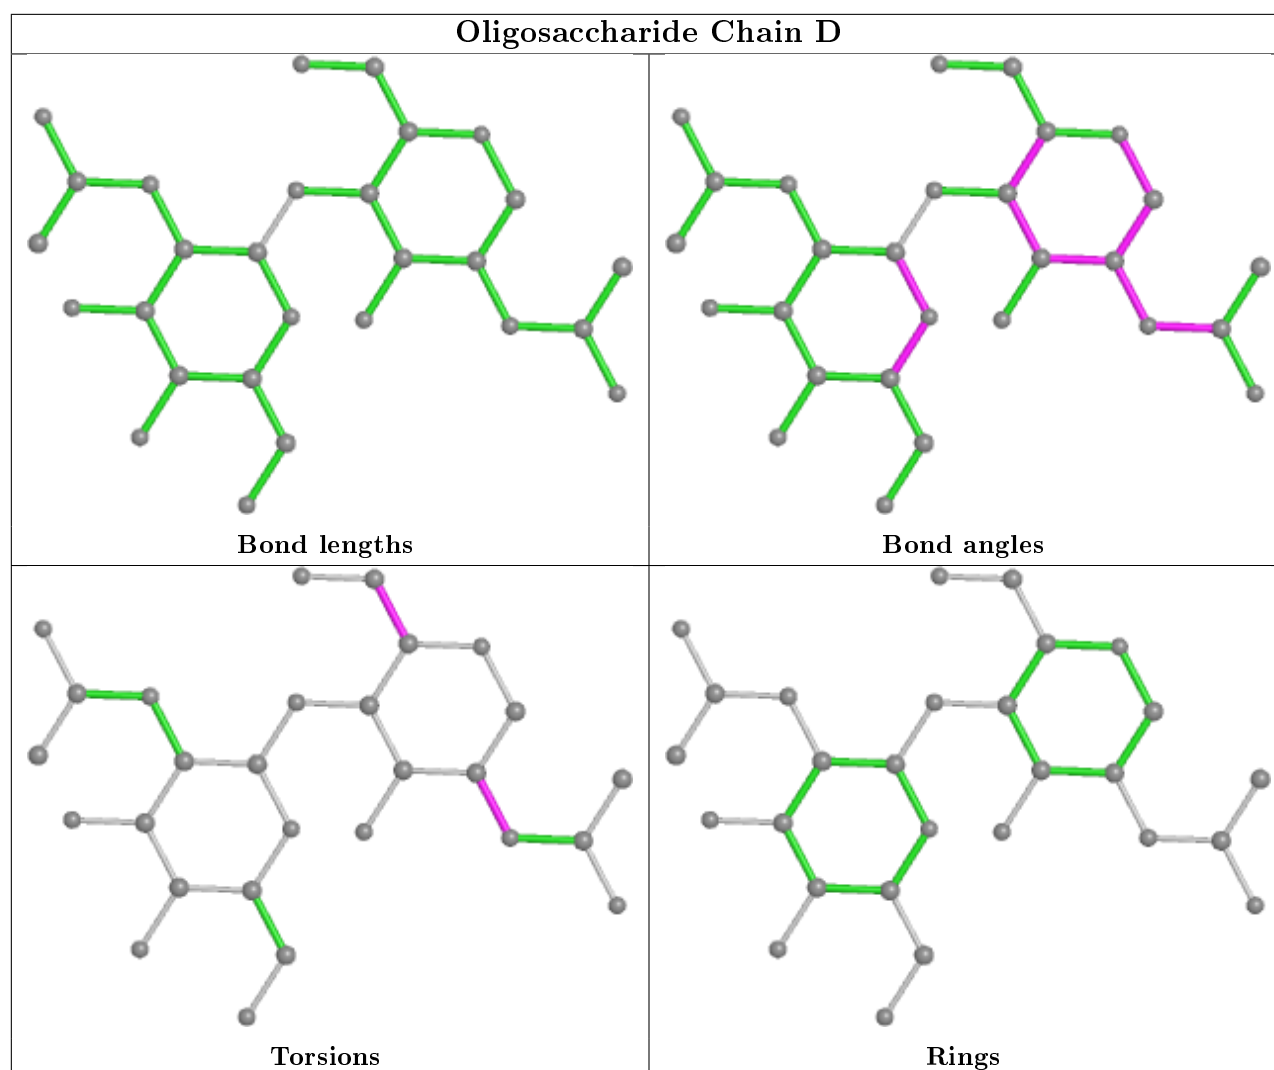 Oligosaccharide Chain D
Bond lengths
Bond angles
Torsions
Rings